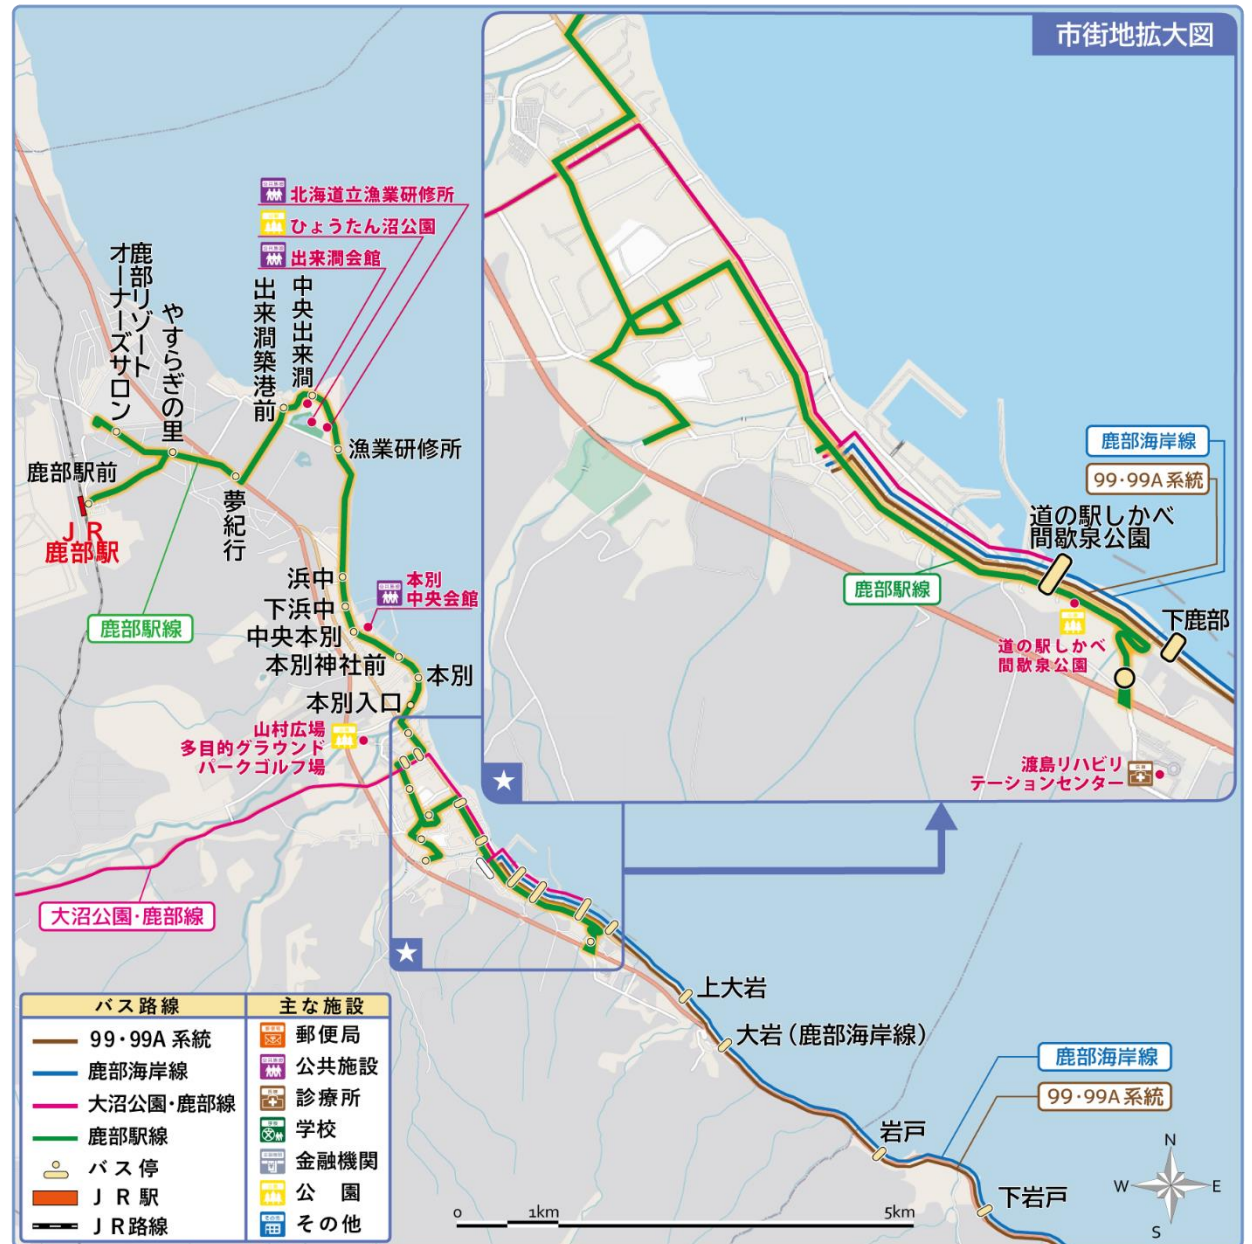 市街地拡大図
北海道立漁業研修所
ひょうたん沼公園
出来澗会館
鹿部リゾート
オーナーズサロン
やすらぎの里
出来澗築港前
中央出来澗
漁業研修所
鹿部駅前
JR
鹿部駅
夢紀行
鹿部駅線
浜中
下浜中
中央本別
本別神社前
本別
本別入口
本別
中央会館
山村広場
多目的グラウンド
パークゴルフ場
大沼公園・鹿部線
鹿部海岸線
99・99A系統
道の駅しかべ
間歇泉公園
鹿部駅線
下鹿部
道の駅しかべ
間歇泉公園
渡島リハビリ
テーションセンター
★
★
上大岩
大岩(鹿部海岸線)
鹿部海岸線
99・99A系統
岩戸
下岩戸
バス路線
99・99A系統
鹿部海岸線
大沼公園・鹿部線
鹿部駅線
バス停
JR駅
JR路線
主な施設
郵便局
公共施設
診療所
学校
金融機関
公園
その他
0 1km 5km
N
W E
S